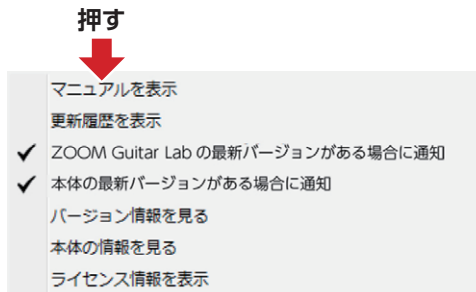 押す
マニュアルを表示
更新履歴を表示
✓ ZOOM Guitar Lab の最新バージョンがある場合に通知
✓ 本体の最新バージョンがある場合に通知
バージョン情報を見る
本体の情報を見る
ライセンス情報を表示